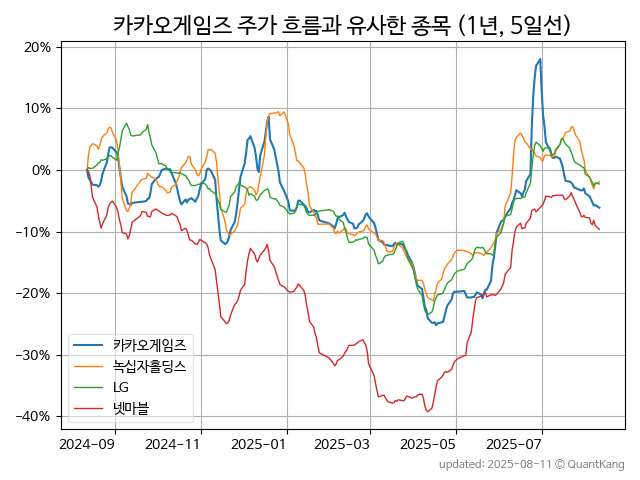 카카오게임즈 주가 흐름과 유사한 종목 (1년, 5일선)
20%
10%
0%
−10%
−20%
−30%
−40%
카카오게임즈
녹십자홀딩스
LG
넷마블
2024−09
2024−11
2025−01
2025−03
2025−05
2025−07
updated: 2025-08-11 © QuantKang